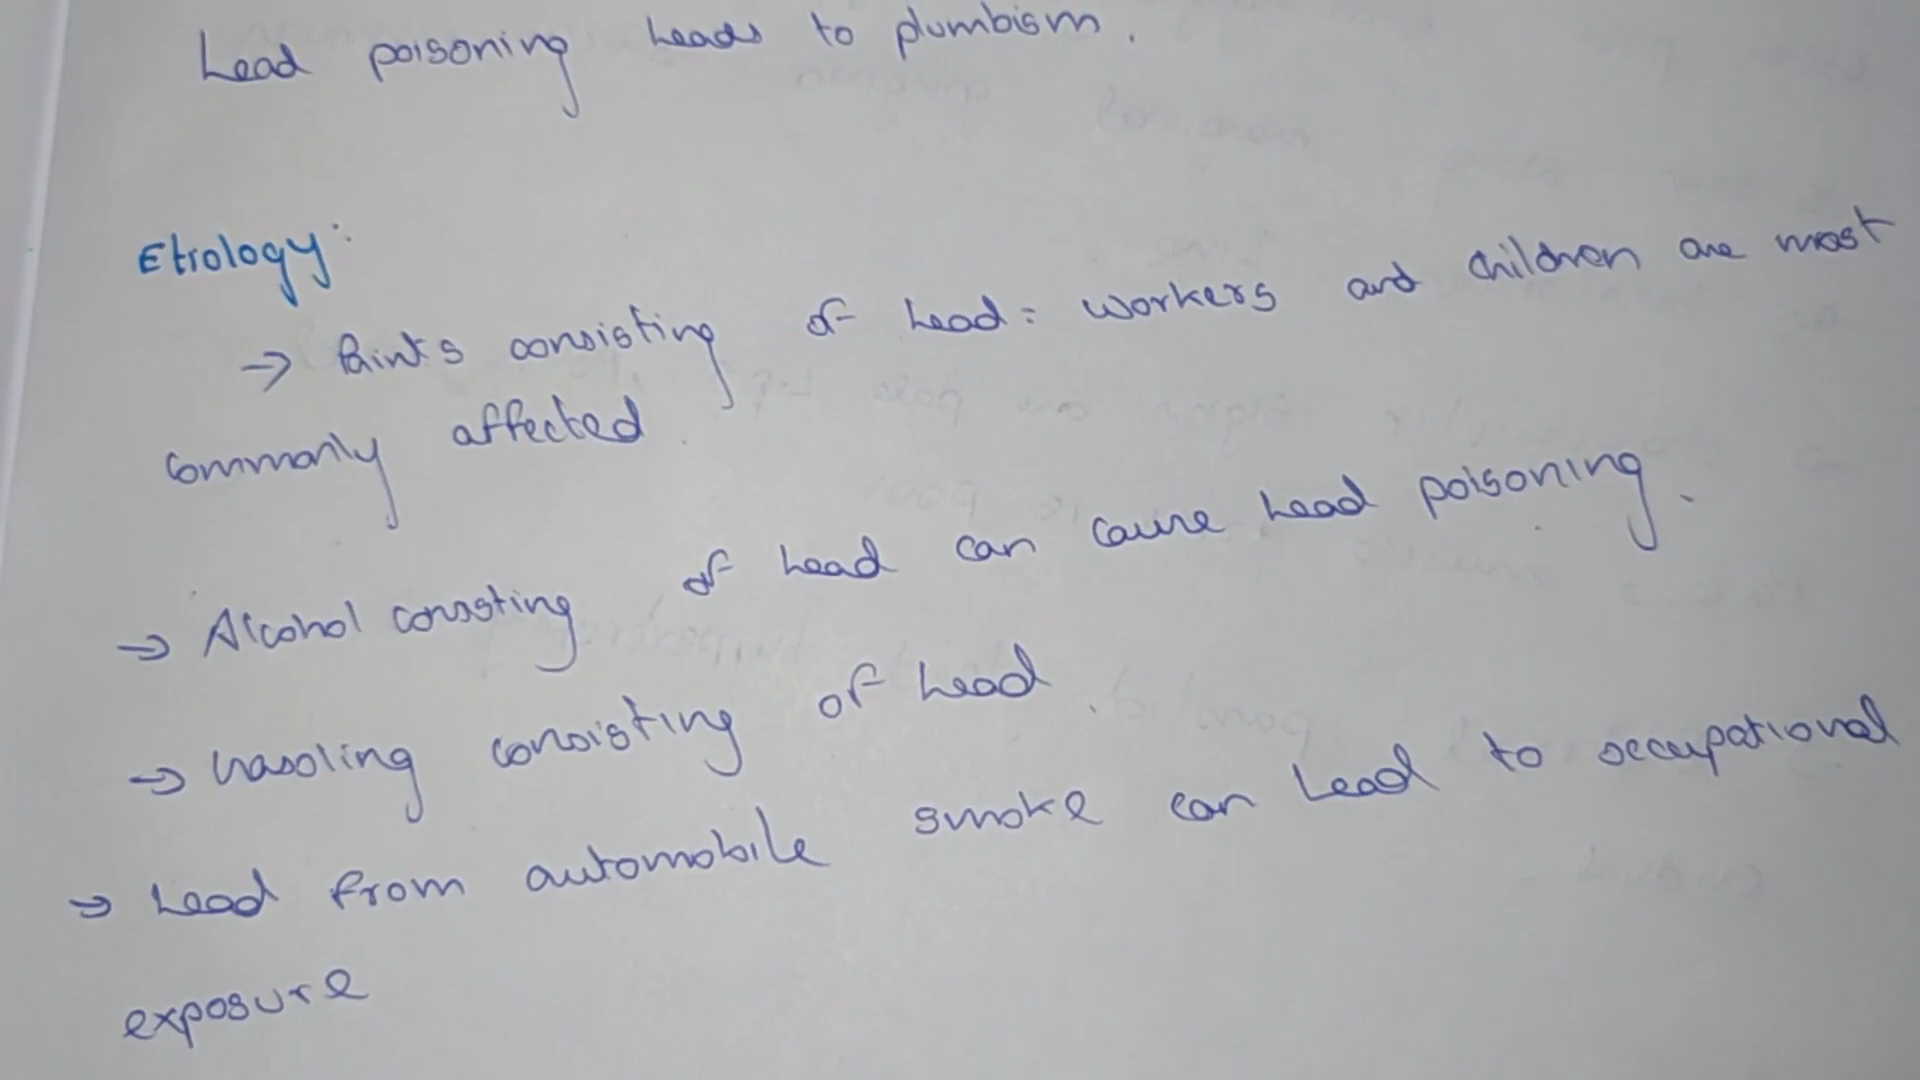 Lead poisoning leads to plumbism.
Etiology:
→ Paints consisting of lead: workers and children are most
commonly affected.
→ Alcohol consisting of lead can cause lead poisoning.
→ Gasoling consisting of lead.
→ Lead from automobile smoke can lead to occupational
exposure